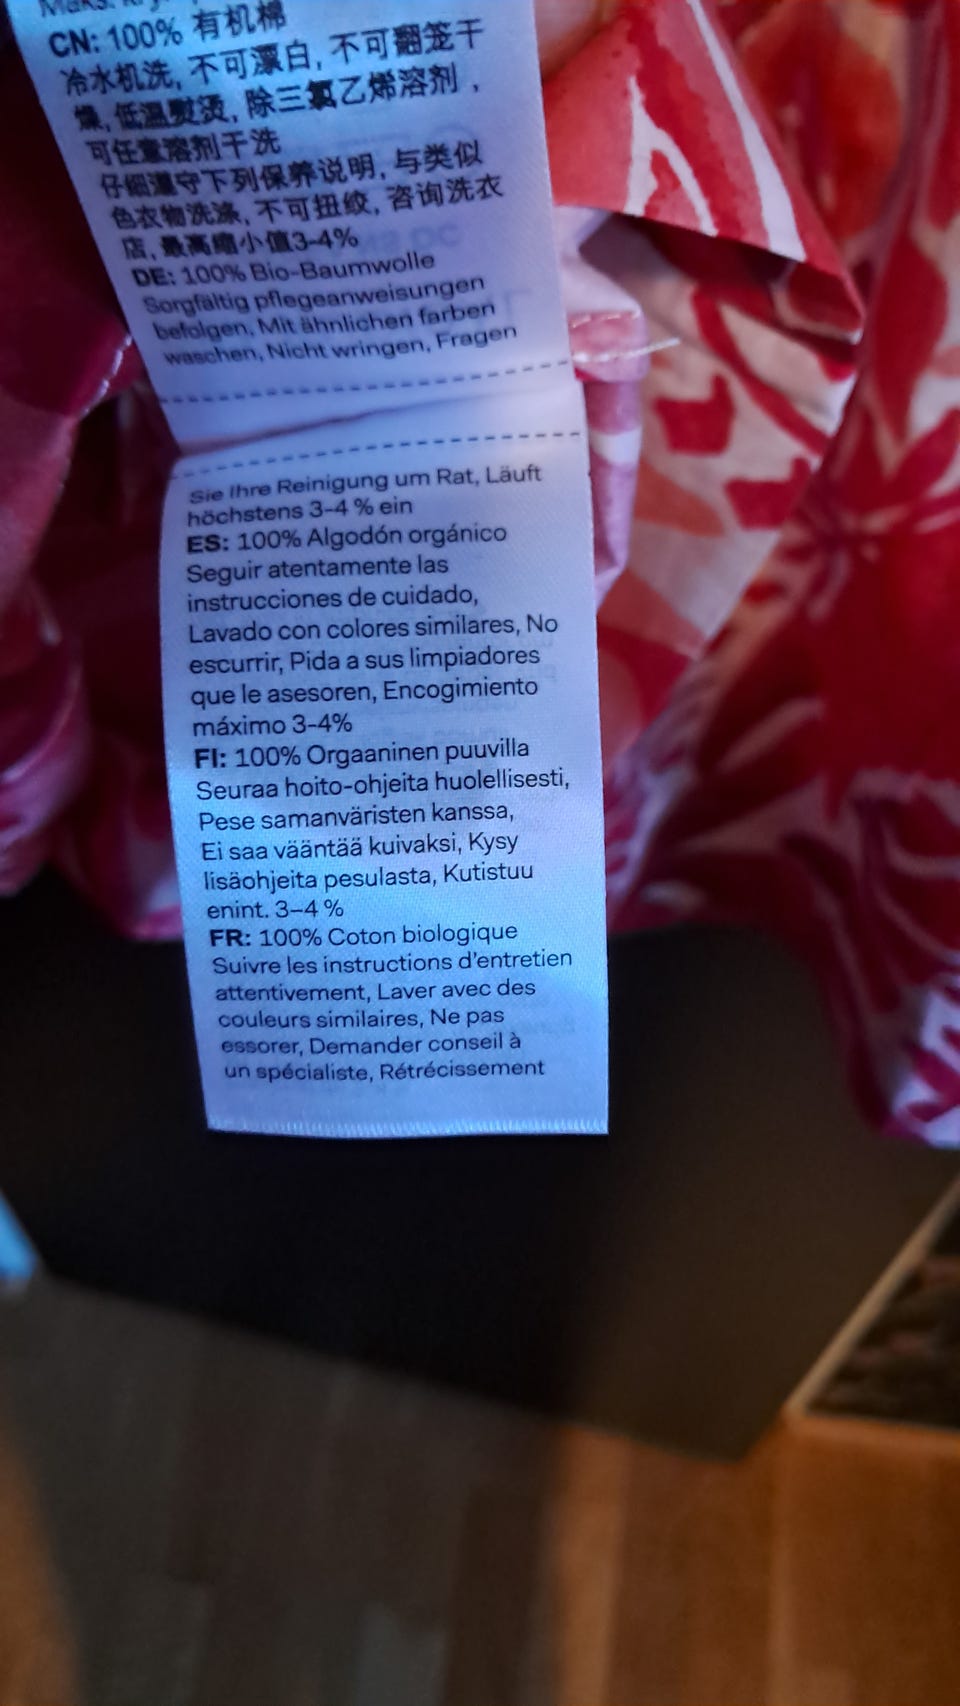 Maks.
CN: 100% 有机棉
冷水机洗, 不可漂白, 不可翻笼干
燥, 低温熨烫, 除三氯乙烯溶剂,
可任意溶剂干洗
仔细遵守下列保养说明, 与类似
色衣物洗涤, 不可扭绞, 咨询洗衣
店, 最高缩小值3-4%
DE: 100% Bio-Baumwolle
Sorgfältig pflegeanweisungen
befolgen, Mit ähnlichen farben
waschen, Nicht wringen, Fragen
Sie Ihre Reinigung um Rat, Läuft
höchstens 3-4 % ein
ES: 100% Algodón orgánico
Seguir atentamente las
instrucciones de cuidado,
Lavado con colores similares, No
escurrir, Pida a sus limpiadores
que le asesoren, Encogimiento
máximo 3-4%
FI: 100% Orgaaninen puuvilla
Seuraa hoito-ohjeita huolellisesti,
Pese samanväristen kanssa,
Ei saa vääntää kuivaksi, Kysy
lisäohjeita pesulasta, Kutistuu
enint. 3–4 %
FR: 100% Coton biologique
Suivre les instructions d'entretien
attentivement, Laver avec des
couleurs similaires, Ne pas
essorer, Demander conseil à
un spécialiste, Rétrécissement